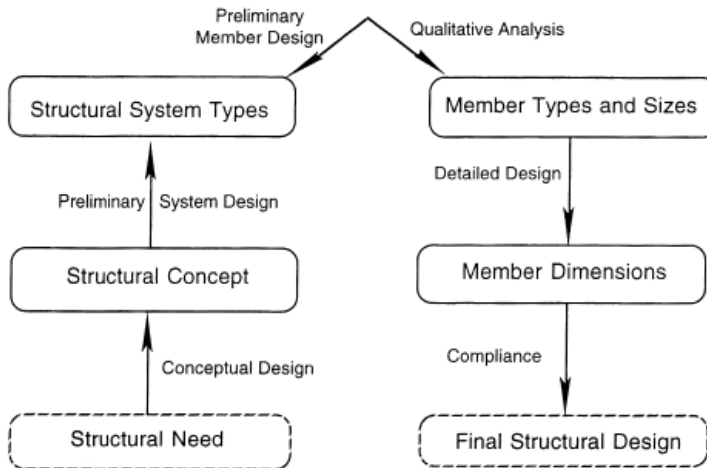 Preliminary
Member Design
Qualitative Analysis
Structural System Types
Member Types and Sizes
Preliminary System Design
Detailed Design
Structural Concept
Member Dimensions
Conceptual Design
Compliance
Structural Need
Final Structural Design